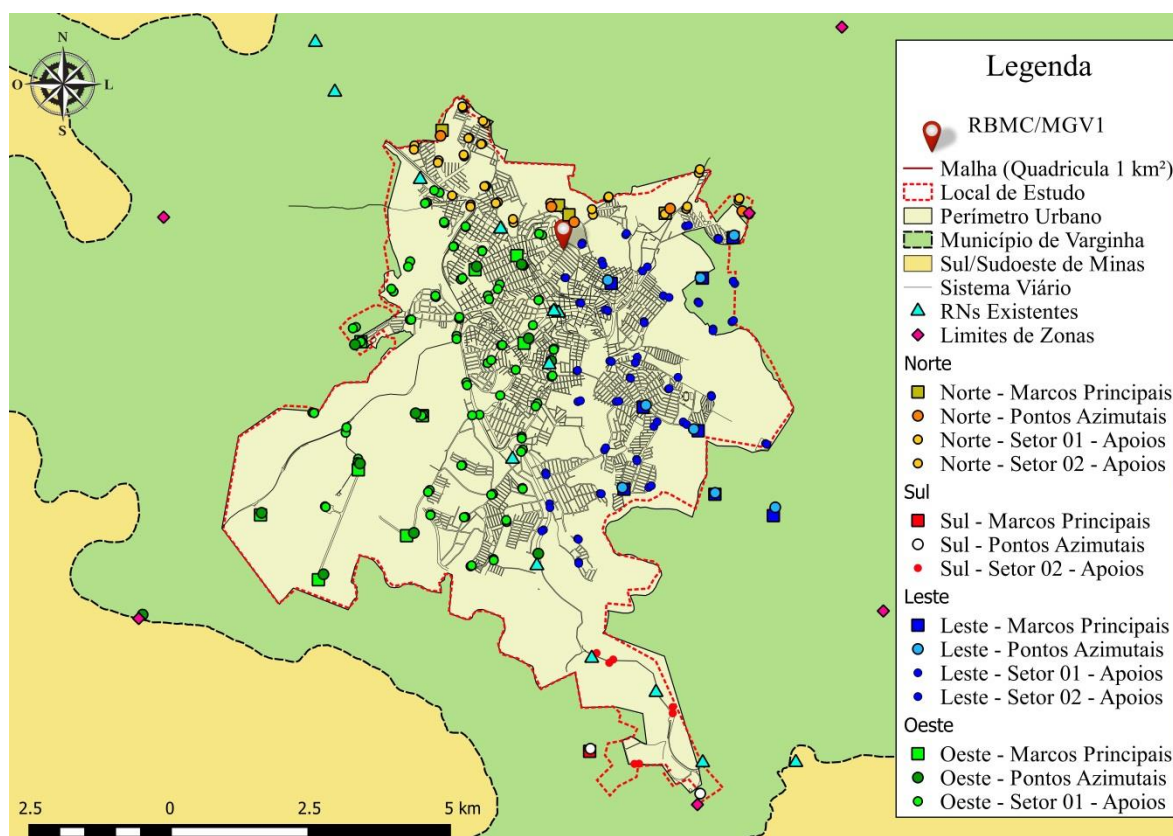 N
O
L
S
Legenda
RBMC/MGV1
Malha (Quadricula 1 km²)
Local de Estudo
Perímetro Urbano
Município de Varginha
Sul/Sudoeste de Minas
Sistema Viário
RNs Existentes
Limites de Zonas
Norte
Norte - Marcos Principais
Norte - Pontos Azimutais
Norte - Setor 01 - Apoios
Norte - Setor 02 - Apoios
Sul
Sul - Marcos Principais
Sul - Pontos Azimutais
Sul - Setor 02 - Apoios
Leste
Leste - Marcos Principais
Leste - Pontos Azimutais
Leste - Setor 01 - Apoios
Leste - Setor 02 - Apoios
Oeste
Oeste - Marcos Principais
Oeste - Pontos Azimutais
Oeste - Setor 01 - Apoios
2.5 0 2.5 5 km